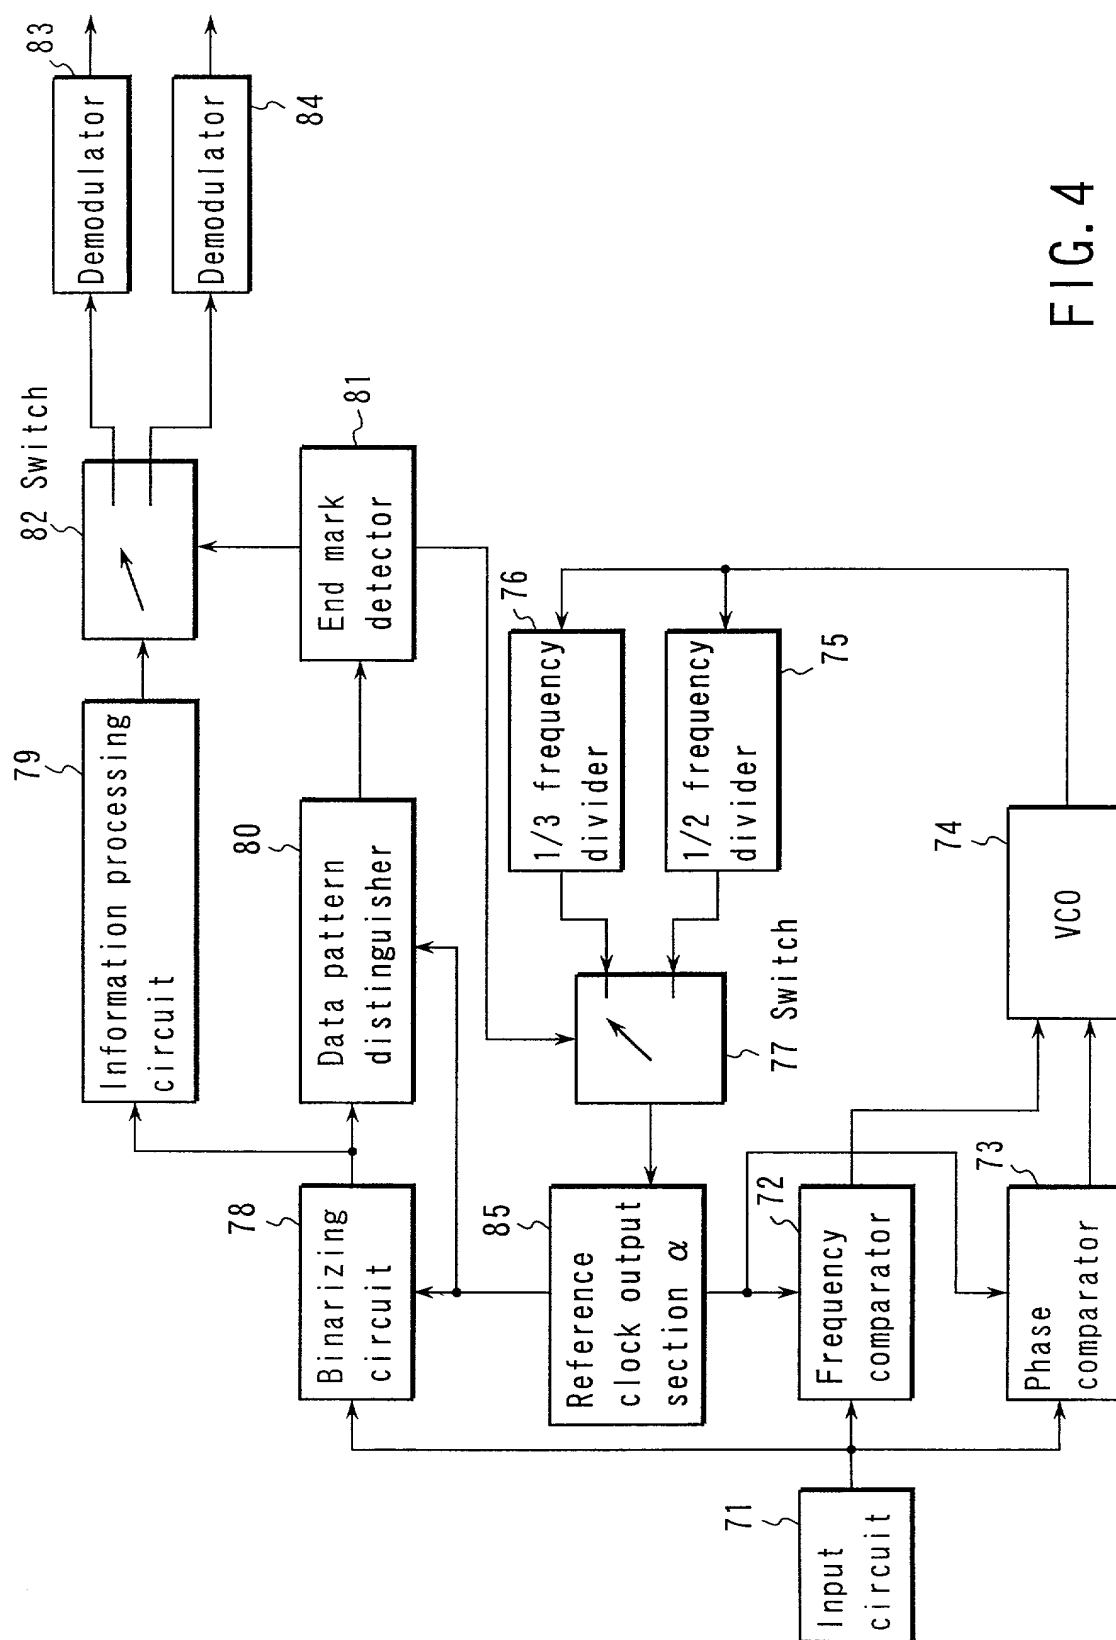 83
Demodulator
Demodulator
84
82 Switch
79
Information processing
circuit
81
End mark
detector
80
Data pattern
distinguisher
78
Binarizing
circuit
76
1/3 frequency
divider
1/2 frequency
divider
75
77 Switch
85
Reference
clock output
section α
74
VCO
72
Frequency
comparator
73
Phase
comparator
71
Input
circuit
FIG. 4